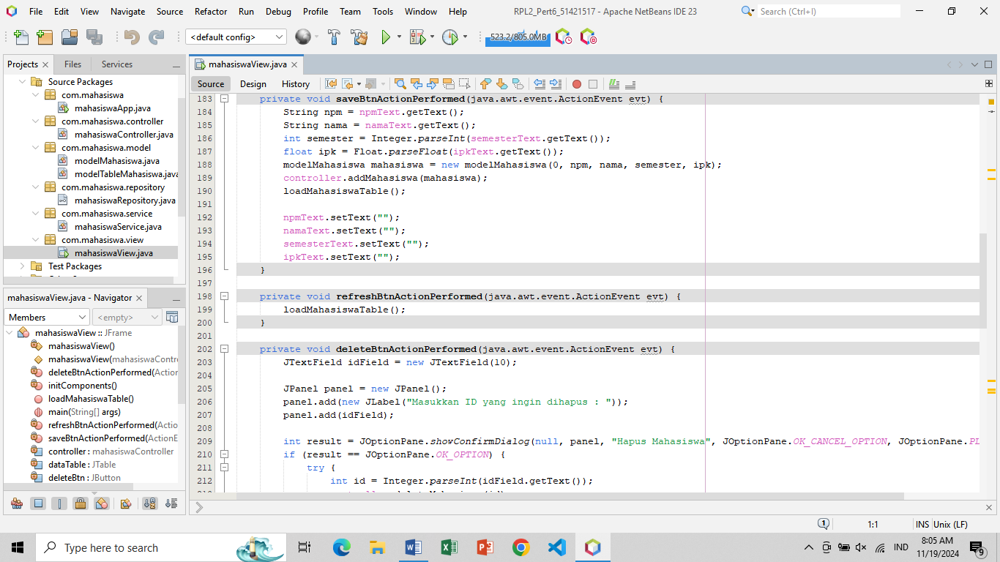 File Edit View Navigate Source Refactor Run Debug Profile Team Tools Window Help
RPL2_Pert6_51421517 - Apache NetBeans IDE 23
Search (Ctrl+I)
<default config>
523.2/805.0MB
Projects
Files
Services
Source Packages
com.mahasiswa
mahasiswaApp.java
com.mahasiswa.controller
mahasiswaController.java
com.mahasiswa.model
modelMahasiswa.java
modelTableMahasiswa.java
com.mahasiswa.repository
mahasiswaRepository.java
com.mahasiswa.service
mahasiswaService.java
com.mahasiswa.view
mahasiswaView.java
Test Packages
mahasiswaView.java - Navigator
Members
<empty>
mahasiswaView :: JFrame
mahasiswaView()
mahasiswaView(mahasiswaContro
deleteBtnActionPerformed(Action
initComponents()
loadMahasiswaTable()
main(String[] args)
refreshBtnActionPerformed(Actio
saveBtnActionPerformed(ActionE
controller : mahasiswaController
dataTable : JTable
deleteBtn : JButton
mahasiswaView.java
Source Design History
183 private void saveBtnActionPerformed(java.awt.event.ActionEvent evt) {
184 String npm = npmText.getText();
185 String nama = namaText.getText();
186 int semester = Integer.parseInt(semesterText.getText());
187 float ipk = Float.parseFloat(ipkText.getText());
188 modelMahasiswa mahasiswa = new modelMahasiswa(0, npm, nama, semester, ipk);
189 controller.addMahasiswa(mahasiswa);
190 loadMahasiswaTable();
191
192 npmText.setText("");
193 namaText.setText("");
194 semesterText.setText("");
195 ipkText.setText("");
196 }
197
198 private void refreshBtnActionPerformed(java.awt.event.ActionEvent evt) {
199 loadMahasiswaTable();
200 }
201
202 private void deleteBtnActionPerformed(java.awt.event.ActionEvent evt) {
203 JTextField idField = new JTextField(10);
204
205 JPanel panel = new JPanel();
206 panel.add(new JLabel("Masukkan ID yang ingin dihapus : "));
207 panel.add(idField);
208
209 int result = JOptionPane.showConfirmDialog(null, panel, "Hapus Mahasiswa", JOptionPane.OK_CANCEL_OPTION, JOptionPane.PL
210 if (result == JOptionPane.OK_OPTION) {
211 try {
212 int id = Integer.parseInt(idField.getText());
1
1:1
INS
Unix (LF)
Type here to search
IND
8:05 AM
11/19/2024
9